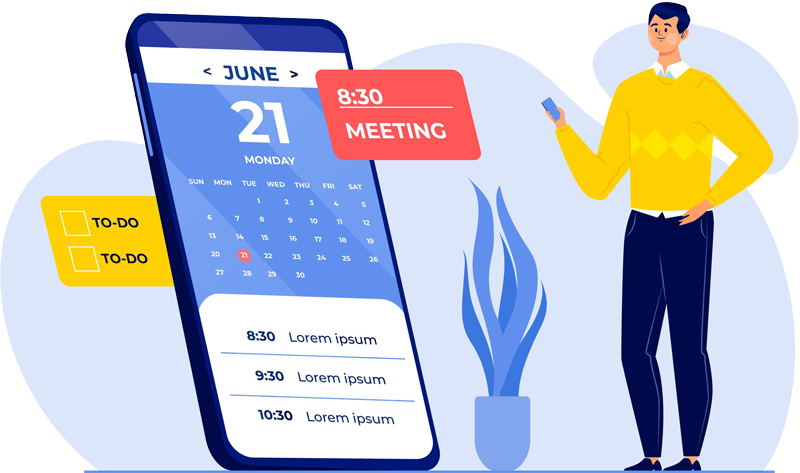 < JUNE >
21
MONDAY
SUN MON TUE WED THU FRI SAT
1 2 3 4 5
6 7 8 9 10 11 12
13 14 15 16 17 18 19
20 21 22 23 24 25 26
27 28 29 30
8:30 Lorem ipsum
9:30 Lorem ipsum
10:30 Lorem ipsum
8:30
MEETING
TO-DO
TO-DO